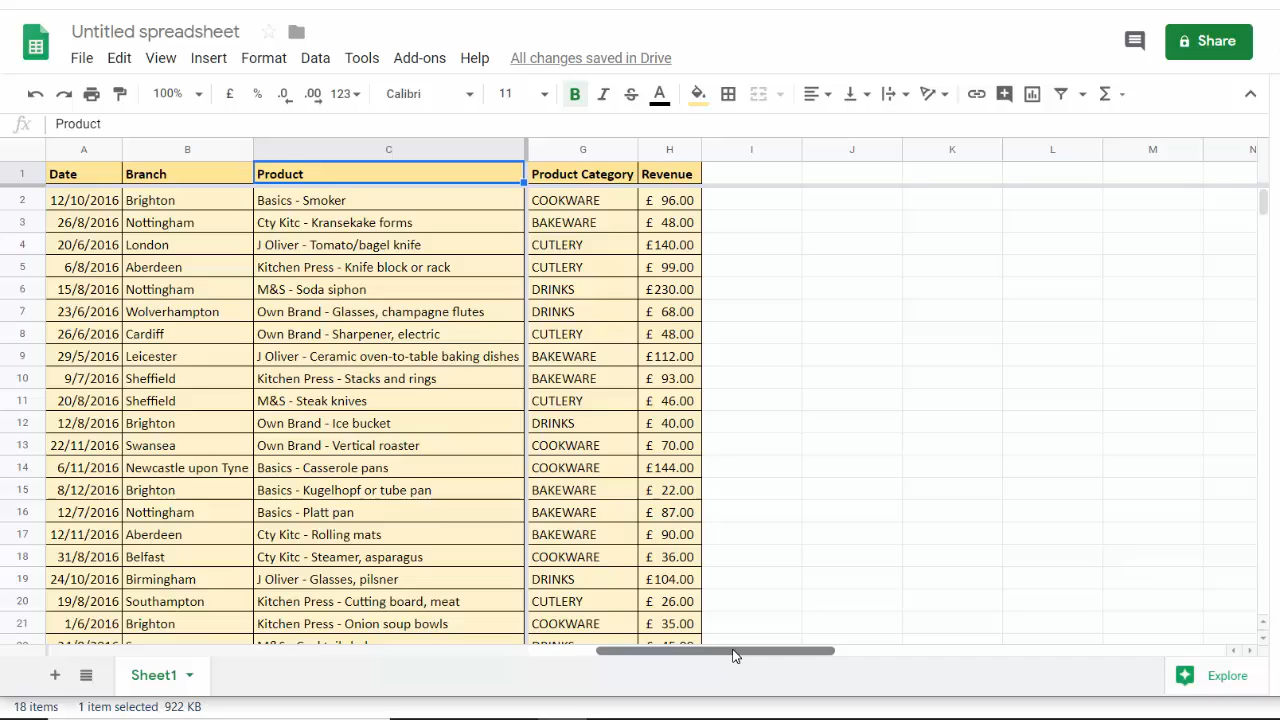 Untitled spreadsheet
File Edit View Insert Format Data Tools Add-ons Help All changes saved in Drive
Share
100% £ % .0 .00 123 Calibri 11 B I S A Σ
fx Product
A B C G H I J K L M N
1 Date Branch Product Product Category Revenue
2 12/10/2016 Brighton Basics - Smoker COOKWARE £ 96.00
3 26/8/2016 Nottingham Cty Kitc - Kransekake forms BAKEWARE £ 48.00
4 20/6/2016 London J Oliver - Tomato/bagel knife CUTLERY £140.00
5 6/8/2016 Aberdeen Kitchen Press - Knife block or rack CUTLERY £ 99.00
6 15/8/2016 Nottingham M&S - Soda siphon DRINKS £230.00
7 23/6/2016 Wolverhampton Own Brand - Glasses, champagne flutes DRINKS £ 68.00
8 26/6/2016 Cardiff Own Brand - Sharpener, electric CUTLERY £ 48.00
9 29/5/2016 Leicester J Oliver - Ceramic oven-to-table baking dishes BAKEWARE £112.00
10 9/7/2016 Sheffield Kitchen Press - Stacks and rings BAKEWARE £ 93.00
11 20/8/2016 Sheffield M&S - Steak knives CUTLERY £ 46.00
12 12/8/2016 Brighton Own Brand - Ice bucket DRINKS £ 40.00
13 22/11/2016 Swansea Own Brand - Vertical roaster COOKWARE £ 70.00
14 6/11/2016 Newcastle upon Tyne Basics - Casserole pans COOKWARE £144.00
15 8/12/2016 Brighton Basics - Kugelhopf or tube pan BAKEWARE £ 22.00
16 12/7/2016 Nottingham Basics - Platt pan BAKEWARE £ 87.00
17 12/11/2016 Aberdeen Cty Kitc - Rolling mats BAKEWARE £ 90.00
18 31/8/2016 Belfast Cty Kitc - Steamer, asparagus COOKWARE £ 36.00
19 24/10/2016 Birmingham J Oliver - Glasses, pilsner DRINKS £104.00
20 19/8/2016 Southampton Kitchen Press - Cutting board, meat CUTLERY £ 26.00
21 1/6/2016 Brighton Kitchen Press - Onion soup bowls COOKWARE £ 35.00
Sheet1
Explore
18 items 1 item selected 922 KB